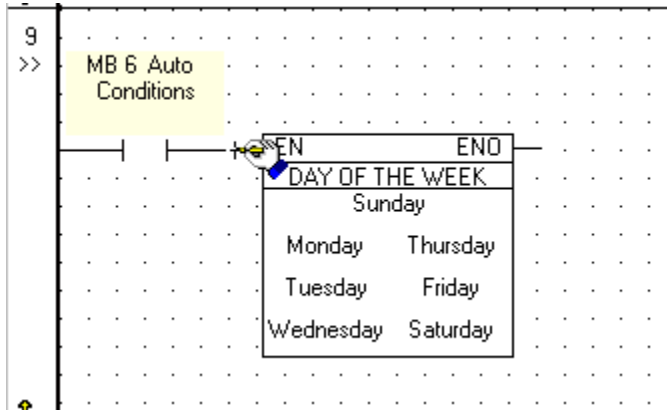 9
>>
MB 6 Auto
Conditions
EN ENO
DAY OF THE WEEK
Sunday
Monday Thursday
Tuesday Friday
Wednesday Saturday